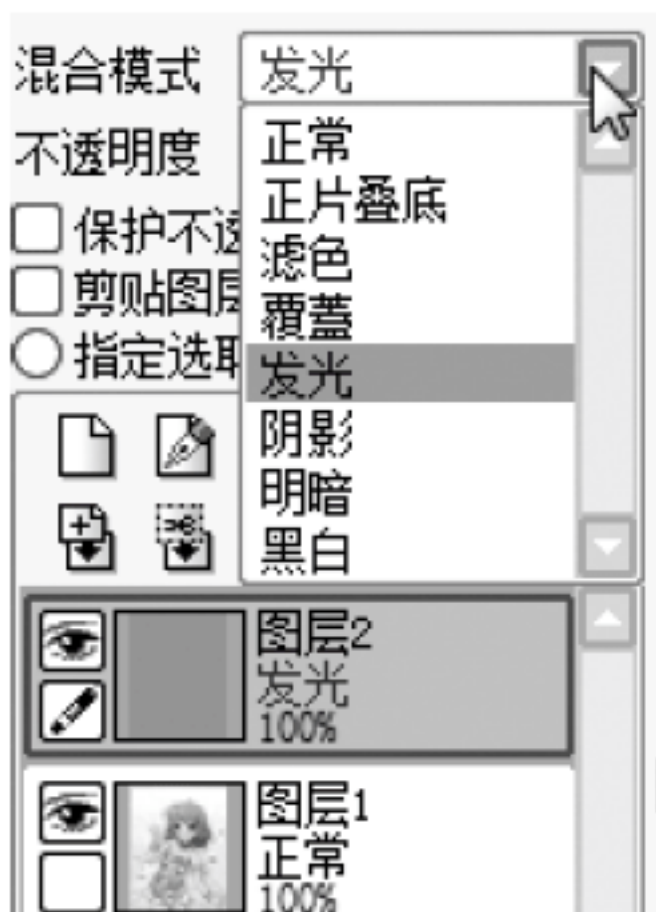 混合模式 发光
不透明度
正常
正片叠底
滤色
覆蓋
发光
阴影
明暗
黑白
保护不透
剪贴图层
指定选取
图层2
发光
100%
图层1
正常
100%